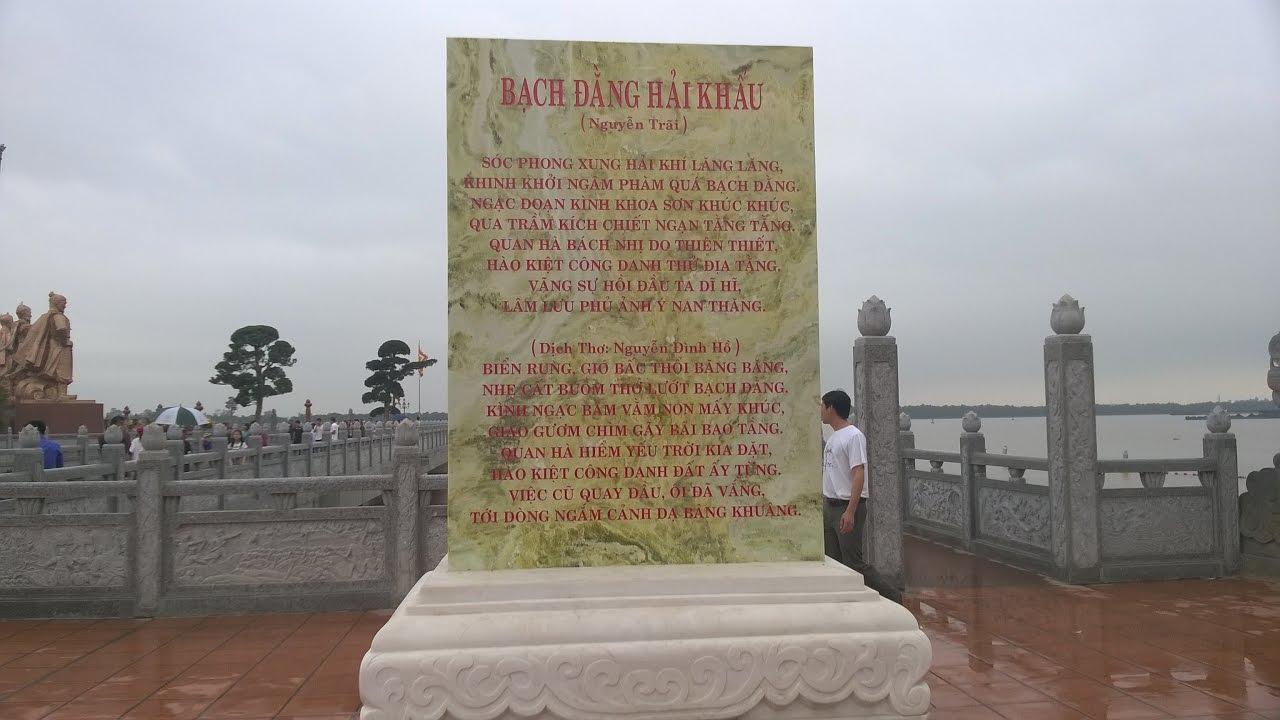 BẠCH ĐẰNG HẢI KHẨU
(Nguyễn Trãi)
SÓC PHONG XUNG HẢI KHÍ LĂNG LĂNG,
KHINH KHỞI NGÂM PHÀM QUÁ BẠCH ĐẰNG.
NGẠC ĐOẠN KÌNH KHOA SƠN KHÚC KHÚC,
QUA TRẦM KÍCH CHIẾT NGẠN TẰNG TẰNG.
QUAN HÀ BÁCH NHỊ DO THIÊN THIẾT,
HÀO KIỆT CÔNG DANH THỬ ĐỊA TẰNG.
VÃNG SỰ HỒI ĐẦU TA DĨ HĨ,
LÂM LƯU PHỦ ẢNH Ý NAN THĂNG.
(Dịch Thơ: Nguyễn Đình Hồ)
BIỂN RUNG, GIÓ BẤC THỔI BĂNG BĂNG,
NHẸ CẤT BUỒM THƠ LƯỚT BẠCH ĐẰNG.
KÌNH NGẠC BẰM VẰM NON MẤY KHÚC,
GIÁO GƯƠM CHÌM GÃY BÃI BAO TẦNG.
QUAN HÀ HIỂM YẾU TRỜI KIA ĐẶT,
HÀO KIỆT CÔNG DANH ĐẤT ẤY TỪNG.
VIỆC CŨ QUAY ĐẦU, ÔI ĐÃ VẮNG,
TỚI DÒNG NGẮM CẢNH DẠ BÂNG KHUÂNG.